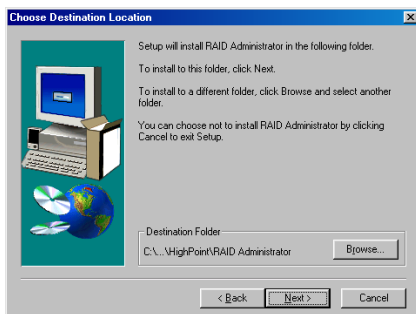 Choose Destination Location
Setup will install RAID Administrator in the following folder.
To install to this folder, click Next.
To install to a different folder, click Browse and select another
folder.
You can choose not to install RAID Administrator by clicking
Cancel to exit Setup.
Destination Folder
C:\...\HighPoint\RAID Administrator
Browse...
< Back
Next >
Cancel